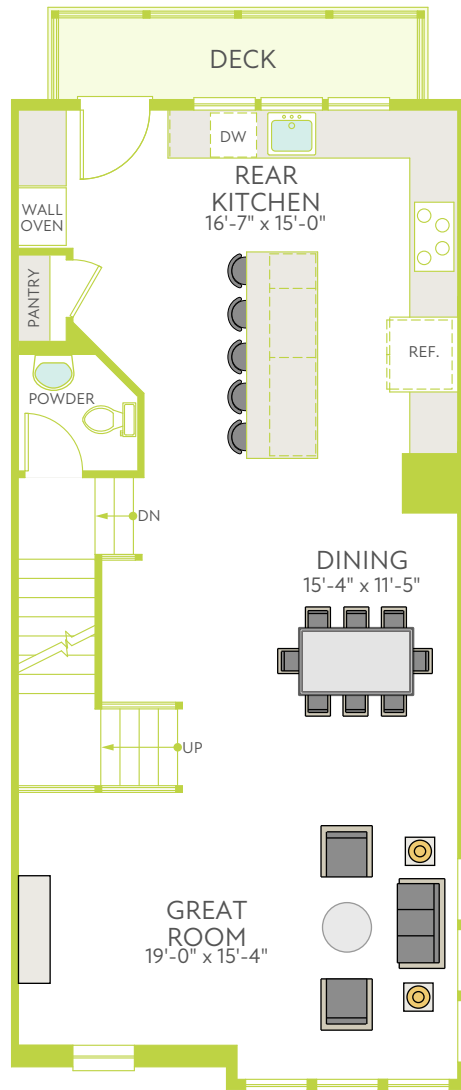 DECK
DW
REAR
KITCHEN
16'-7" x 15'-0"
WALL
OVEN
PANTRY
REF.
POWDER
DN
DINING
15'-4" x 11'-5"
UP
GREAT
ROOM
19'-0" x 15'-4"